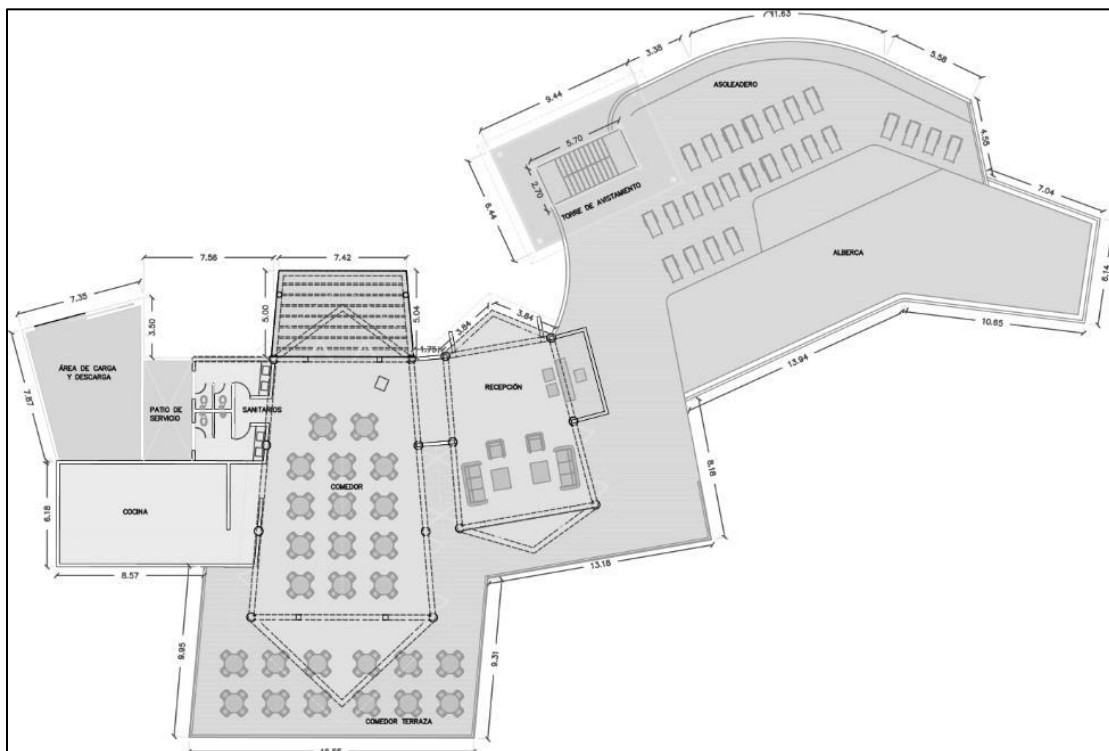 11.63
3.38
5.58
9.44
ASOLEADERO
5.70
4.55
2.70
TORRE DE AVISTAMIENTO
6.44
7.04
ALBERCA
6.14
10.65
13.94
7.56
7.42
7.35
3.50
5.00
5.04
3.84
3.84
1.75
ÁREA DE CARGA
Y DESCARGA
7.87
PATIO DE
SERVICIO
SANITARIOS
RECEPCIÓN
COMEDOR
8.18
COCINA
6.18
8.57
13.18
9.95
9.31
COMEDOR TERRAZA